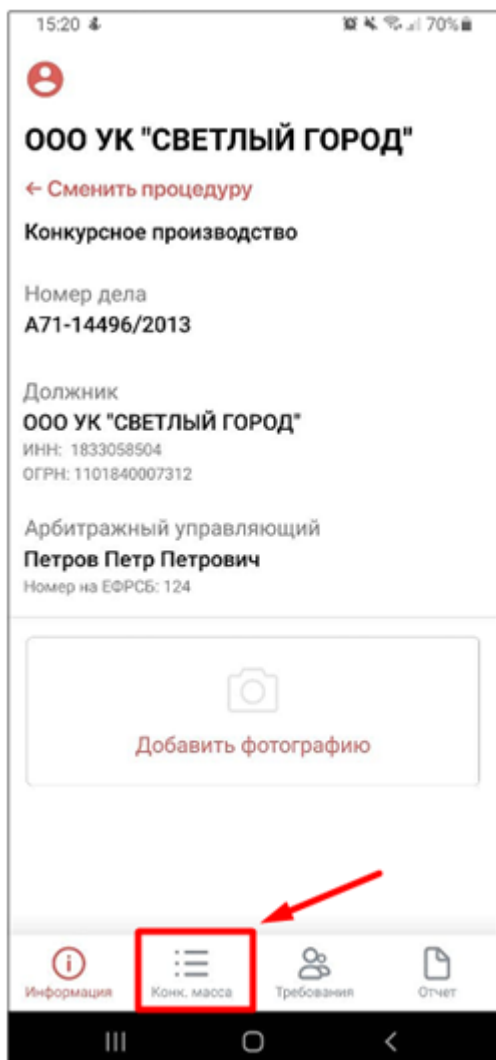 15:20 70%
ООО УК "СВЕТЛЫЙ ГОРОД"
← Сменить процедуру
Конкурсное производство
Номер дела
А71-14496/2013
Должник
ООО УК "СВЕТЛЫЙ ГОРОД"
ИНН: 1833058504
ОГРН: 1101840007312
Арбитражный управляющий
Петров Петр Петрович
Номер на ЕФРСБ: 124
Добавить фотографию
Информация Конк. масса Требования Отчет